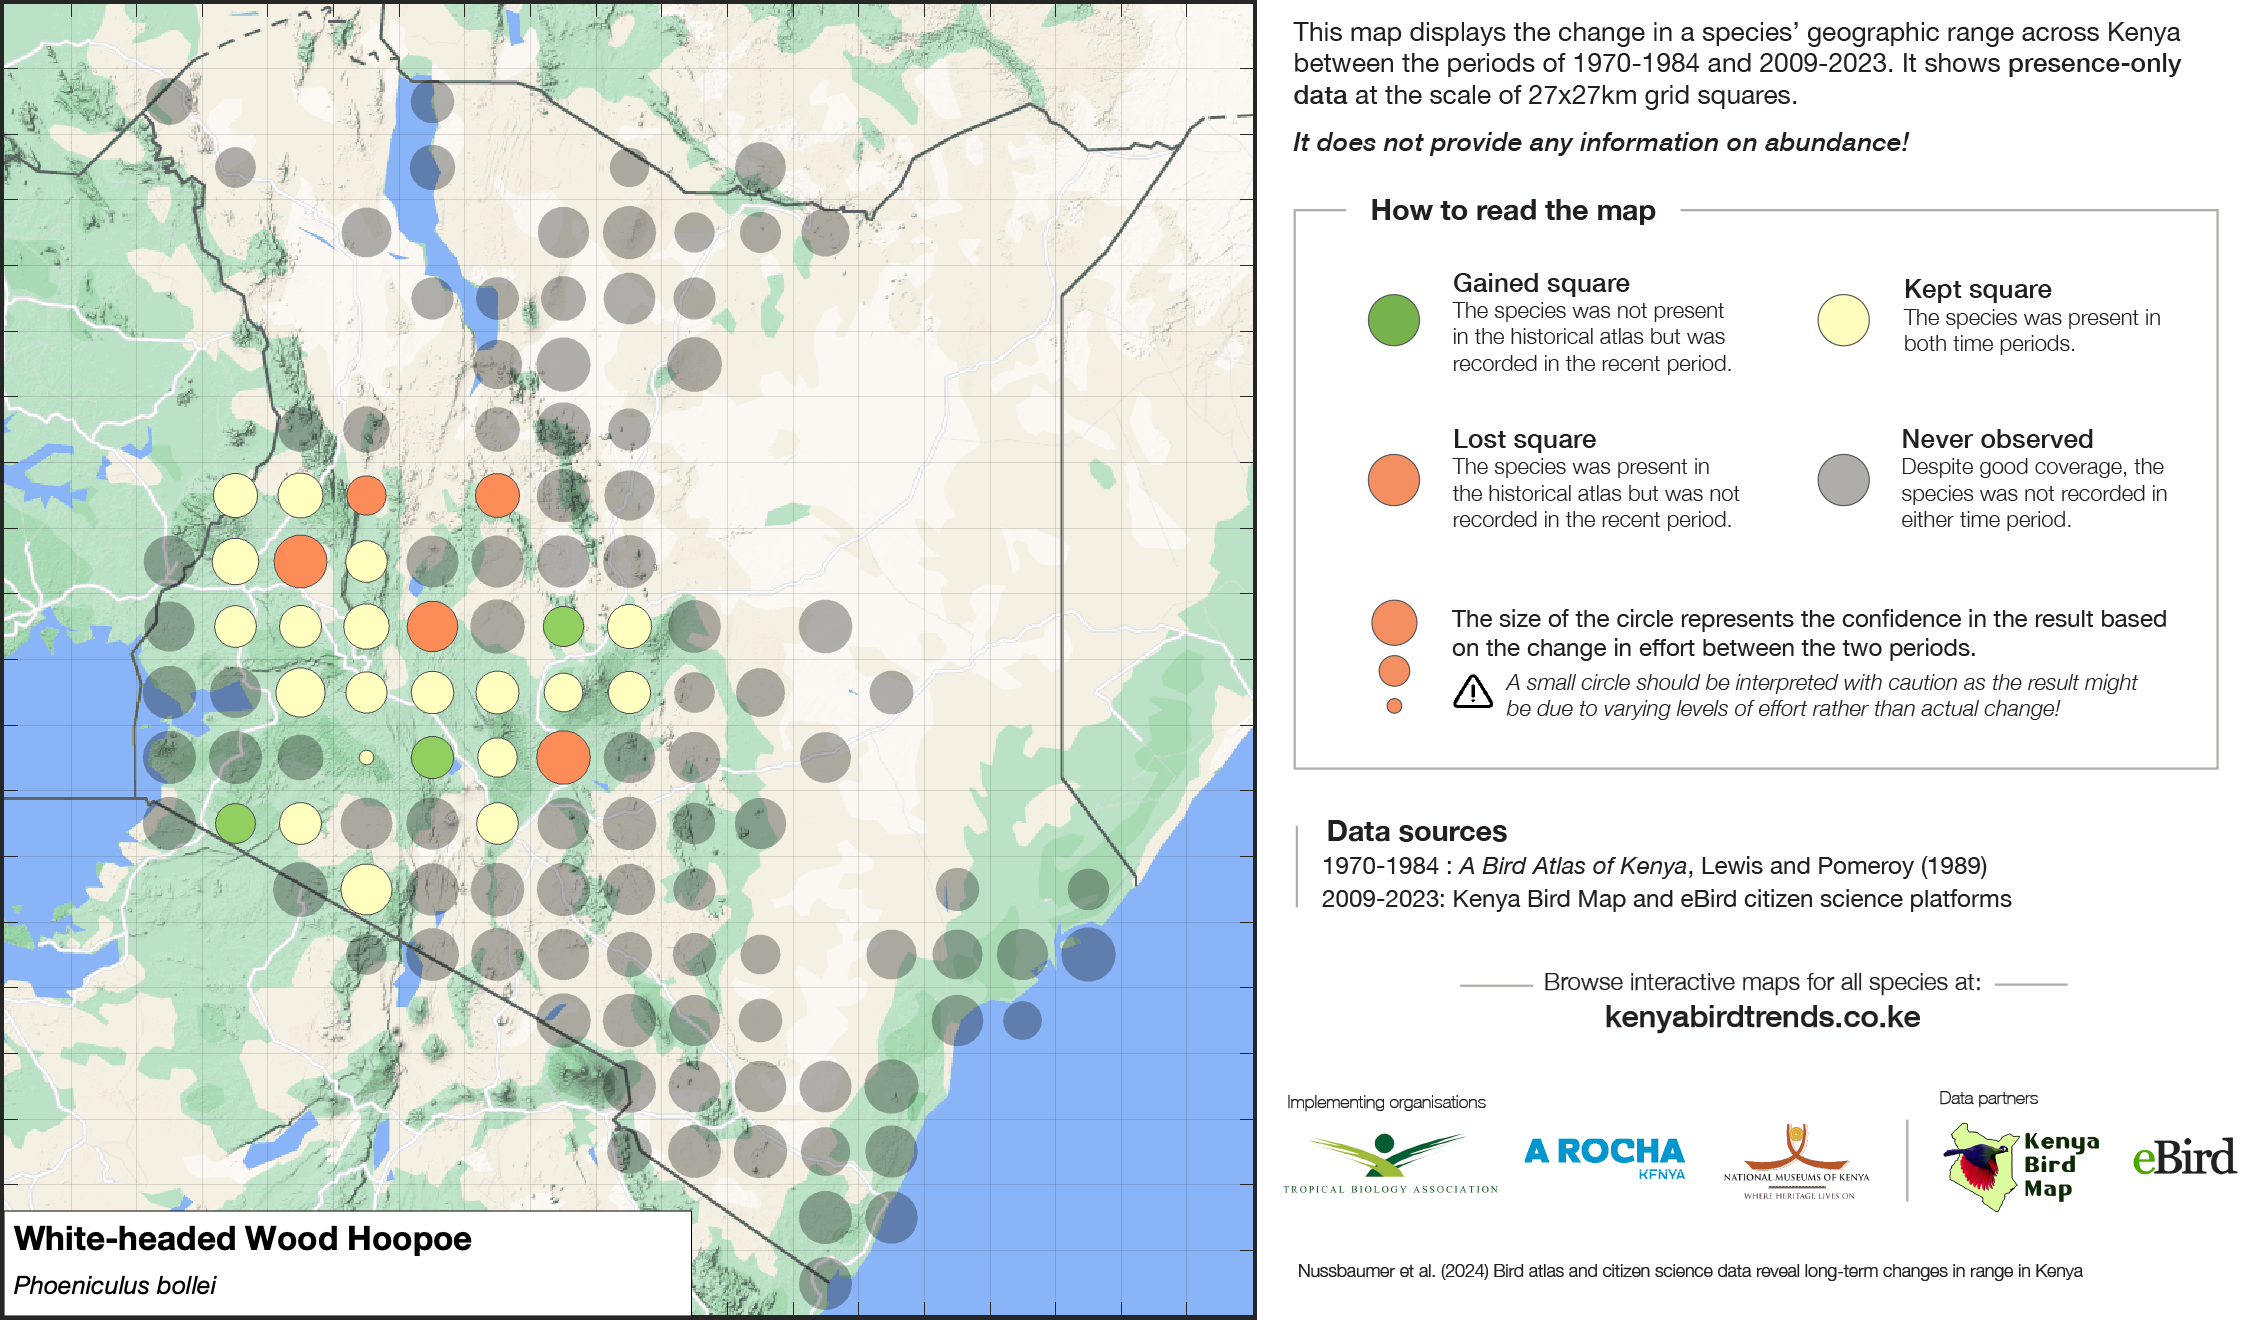 This map displays the change in a species’ geographic range across Kenya
between the periods of 1970-1984 and 2009-2023. It shows presence-only
data at the scale of 27x27km grid squares.
It does not provide any information on abundance!
How to read the map
Gained square
The species was not present
in the historical atlas but was
recorded in the recent period.
Kept square
The species was present in
both time periods.
Lost square
The species was present in
the historical atlas but was not
recorded in the recent period.
Never observed
Despite good coverage, the
species was not recorded in
either time period.
The size of the circle represents the confidence in the result based
on the change in effort between the two periods.
A small circle should be interpreted with caution as the result might
be due to varying levels of effort rather than actual change!
Data sources
1970-1984 : A Bird Atlas of Kenya, Lewis and Pomeroy (1989)
2009-2023: Kenya Bird Map and eBird citizen science platforms
Browse interactive maps for all species at:
kenyabirdtrends.co.ke
Implementing organisations
Data partners
TROPICAL BIOLOGY ASSOCIATION
A ROCHA
KENYA
NATIONAL MUSEUMS OF KENYA
WHERE HERITAGE LIVES ON
Kenya
Bird
Map
eBird
White-headed Wood Hoopoe
Phoeniculus bollei
Nussbaumer et al. (2024) Bird atlas and citizen science data reveal long-term changes in range in Kenya